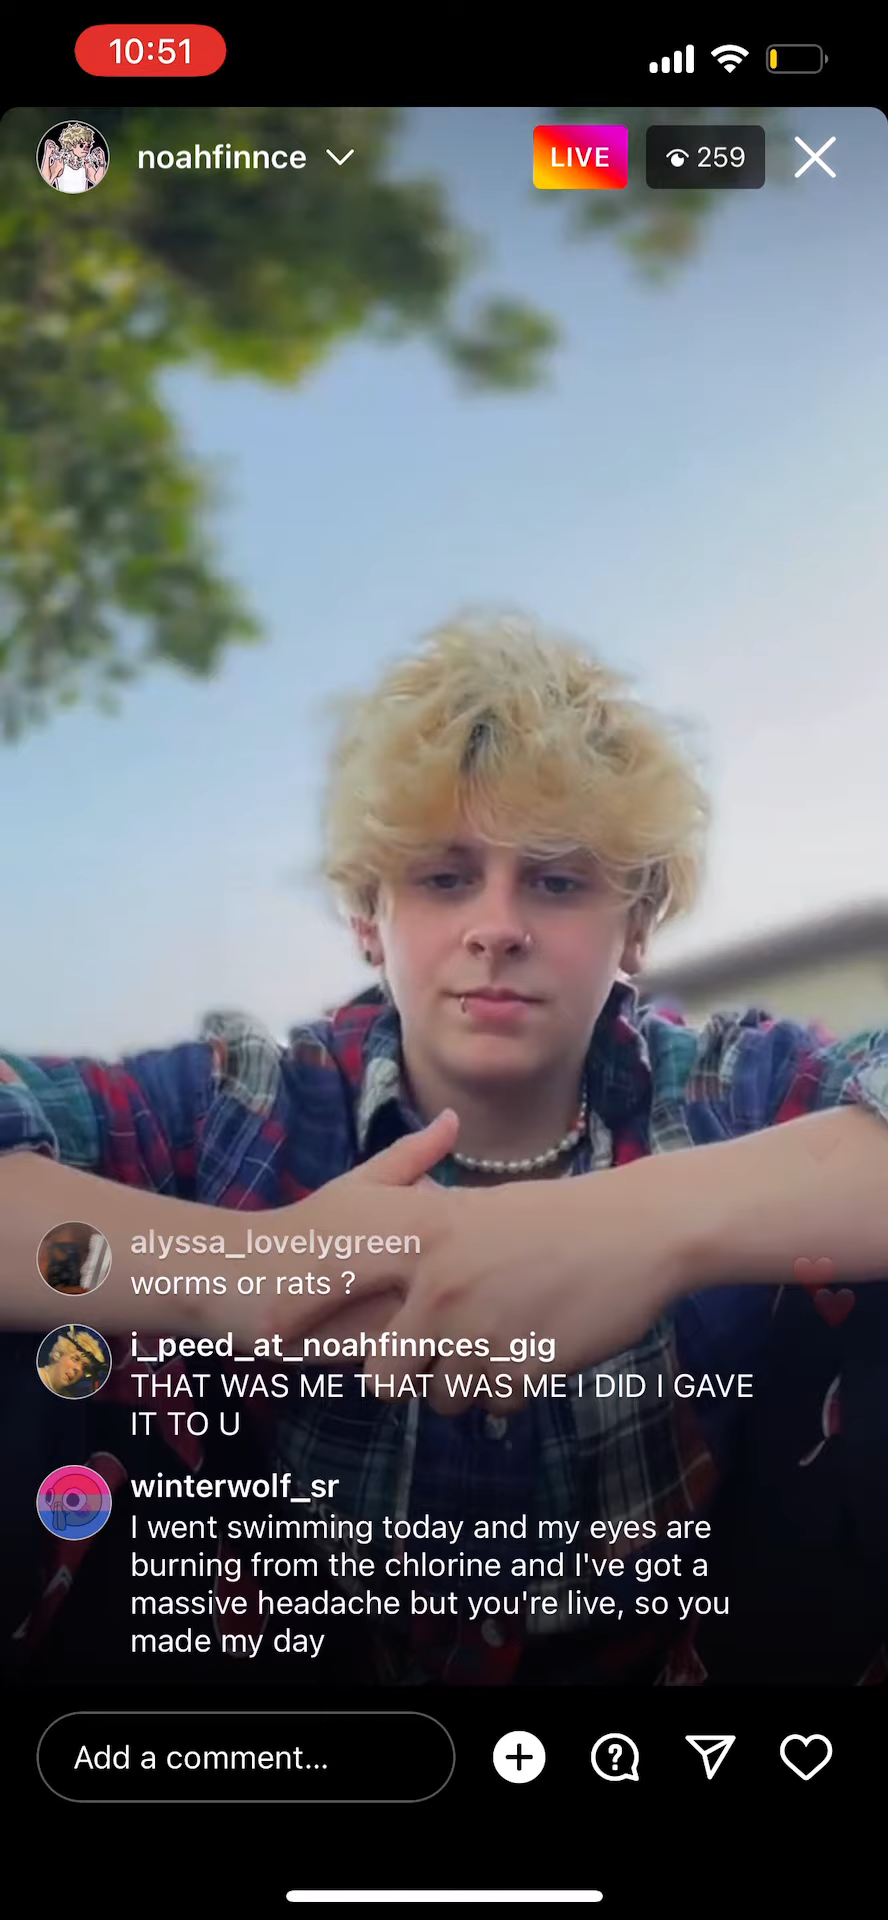 10:51
noahfinnce
LIVE
259
alyssa_lovelygreen
worms or rats ?
i_peed_at_noahfinnces_gig
THAT WAS ME THAT WAS ME I DID I GAVE
IT TO U
winterwolf_sr
I went swimming today and my eyes are
burning from the chlorine and I've got a
massive headache but you're live, so you
made my day
Add a comment...